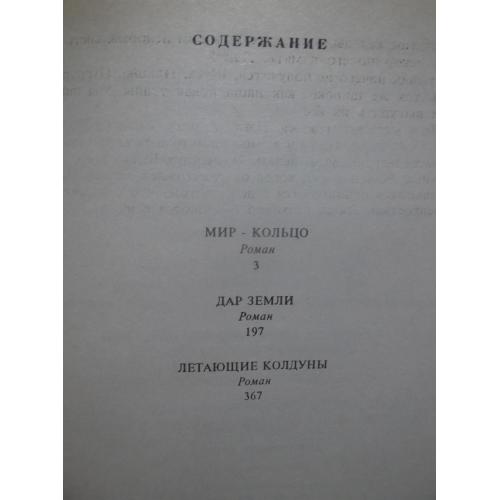 СОДЕРЖАНИЕ
МИР - КОЛЬЦО
Роман
3
ДАР ЗЕМЛИ
Роман
197
ЛЕТАЮЩИЕ КОЛДУНЫ
Роман
367